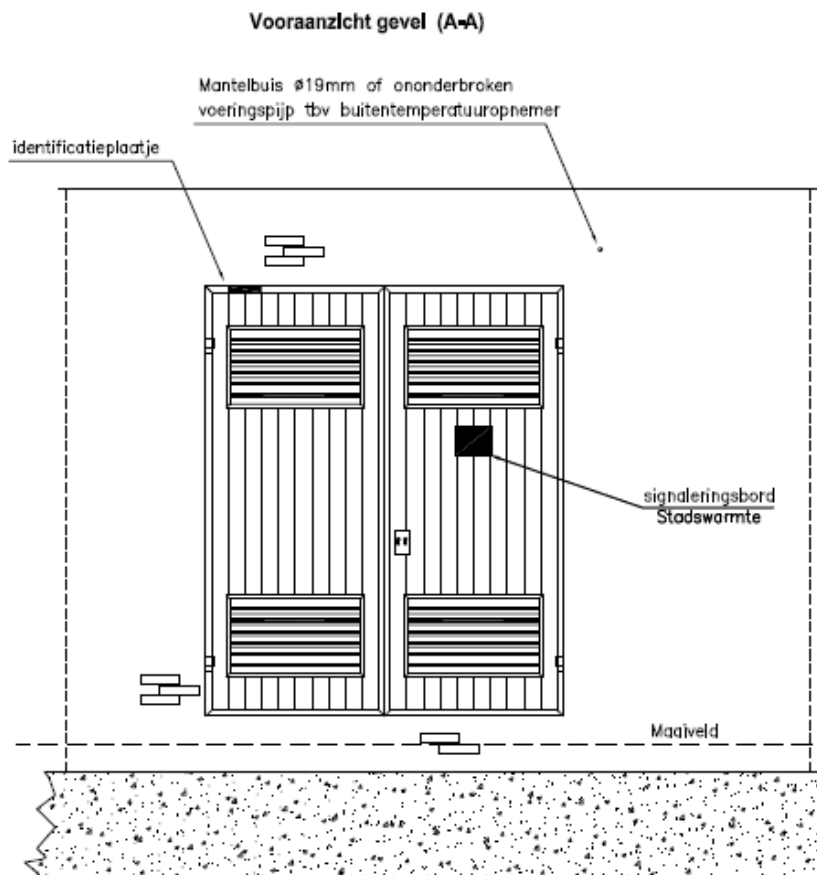 Vooraanzicht gevel (A-A)
Mantelbuis ø19mm of ononderbroken
voeringspijp tbv buitentemperatuuropnemer
identificatieplaatje
signaleringsbord
Stadswarmte
Maaiveld